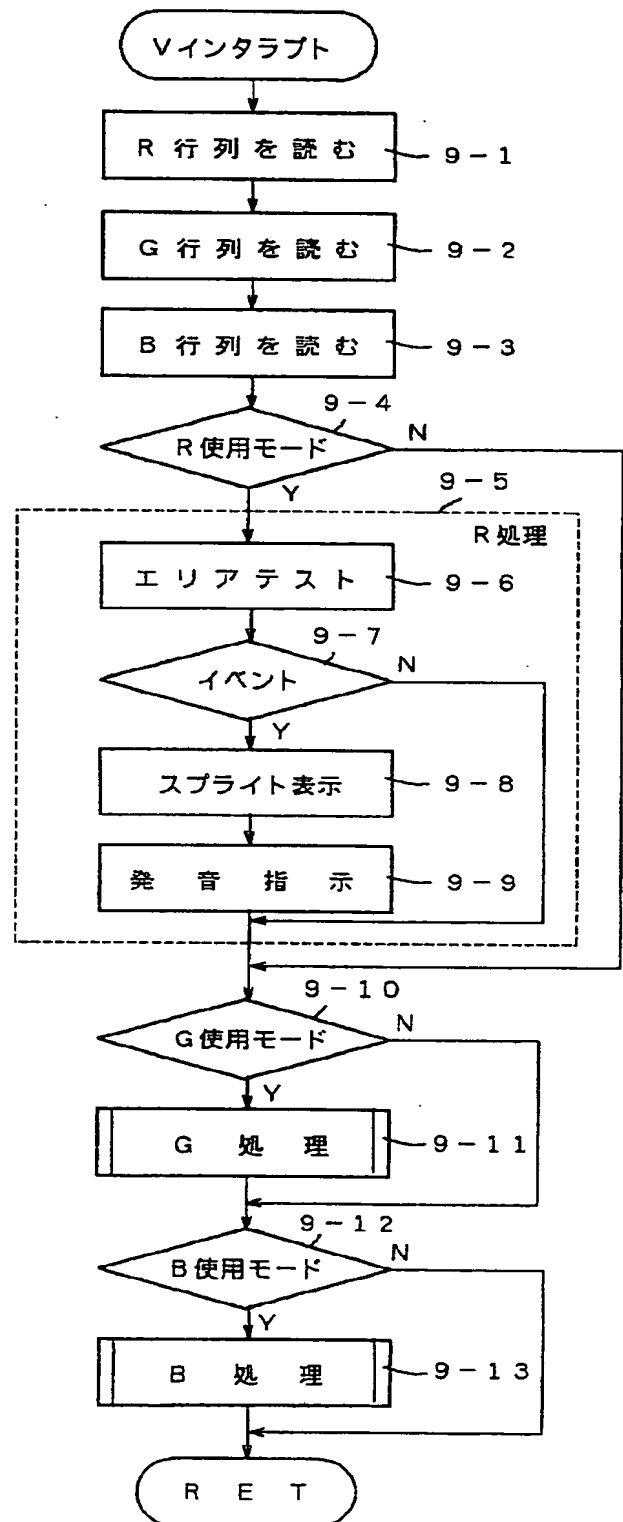 Vインタラプト
R行列を読む 9-1
G行列を読む 9-2
B行列を読む 9-3
9-4
R使用モード N
Y
9-5
R処理
エリアテスト 9-6
9-7
イベント N
Y
スプライト表示 9-8
発音指示 9-9
9-10
G使用モード N
Y
G処理 9-11
9-12
B使用モード N
Y
B処理 9-13
RET